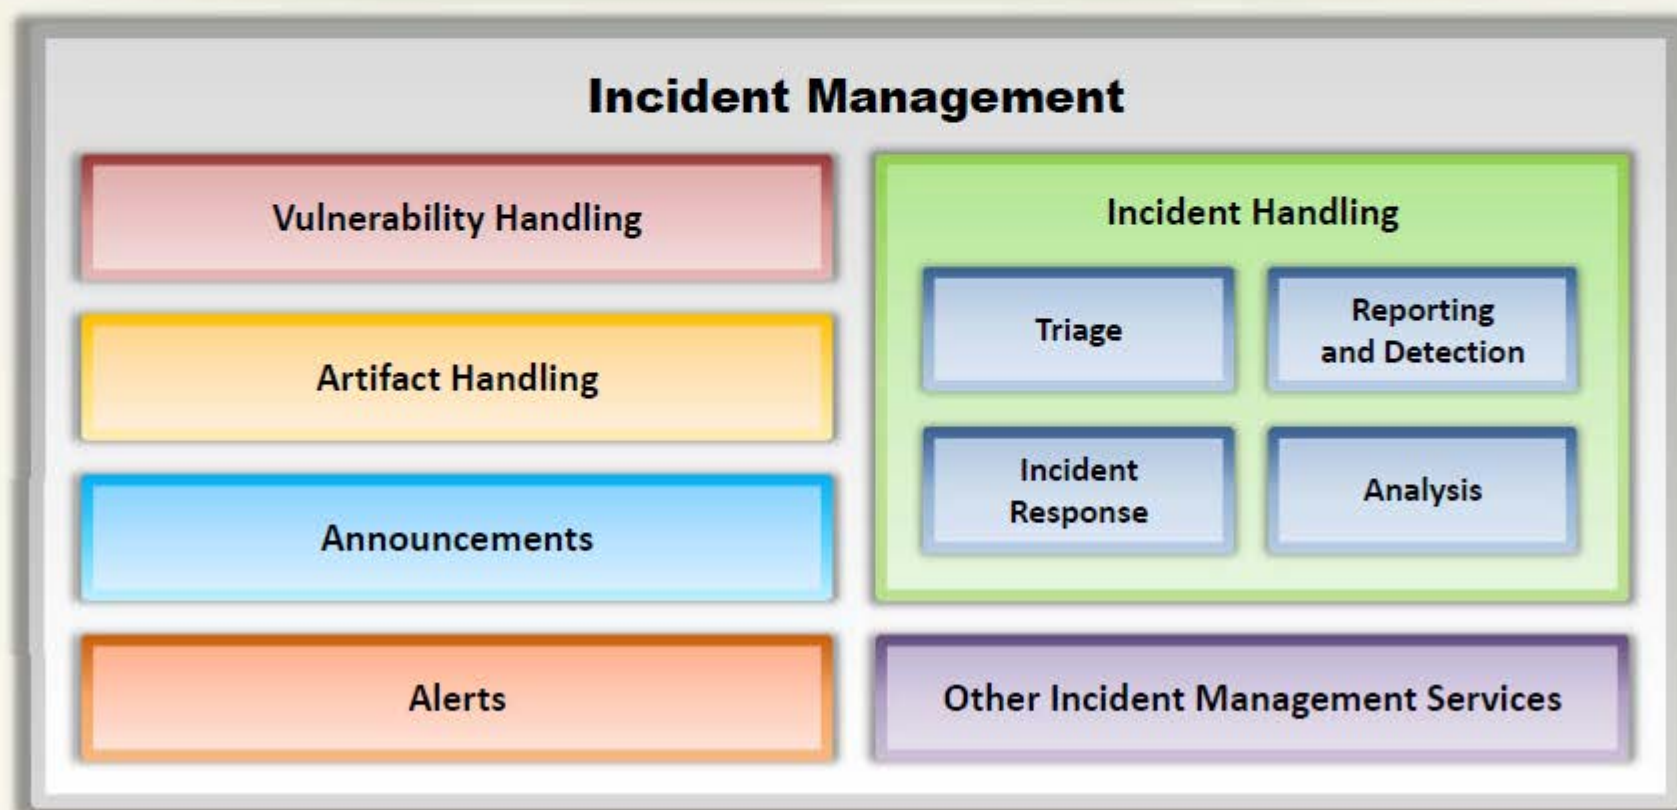 Incident Management
Vulnerability Handling
Artifact Handling
Announcements
Alerts
Incident Handling
Triage
Reporting
and Detection
Incident
Response
Analysis
Other Incident Management Services